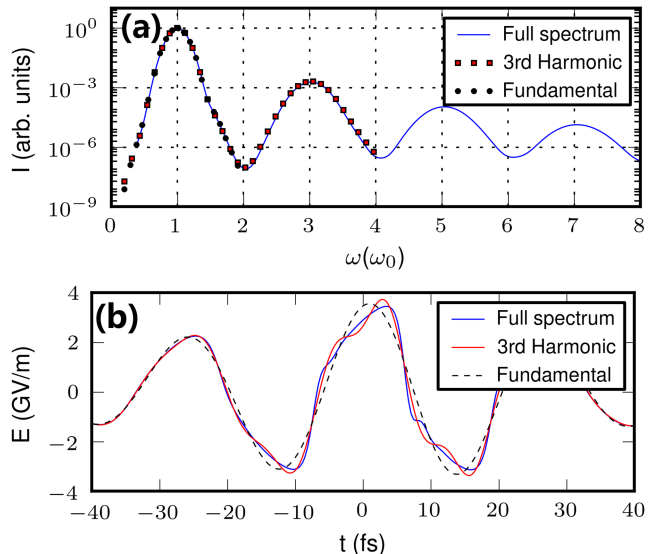 (a)
I (arb. units)
10^0
10^−3
10^−6
10^−9
Full spectrum
3rd Harmonic
Fundamental
0 1 2 3 4 5 6 7 8
ω(ω_0)
(b)
E (GV/m)
4
2
0
−2
−4
Full spectrum
3rd Harmonic
Fundamental
−40 −30 −20 −10 0 10 20 30 40
t (fs)